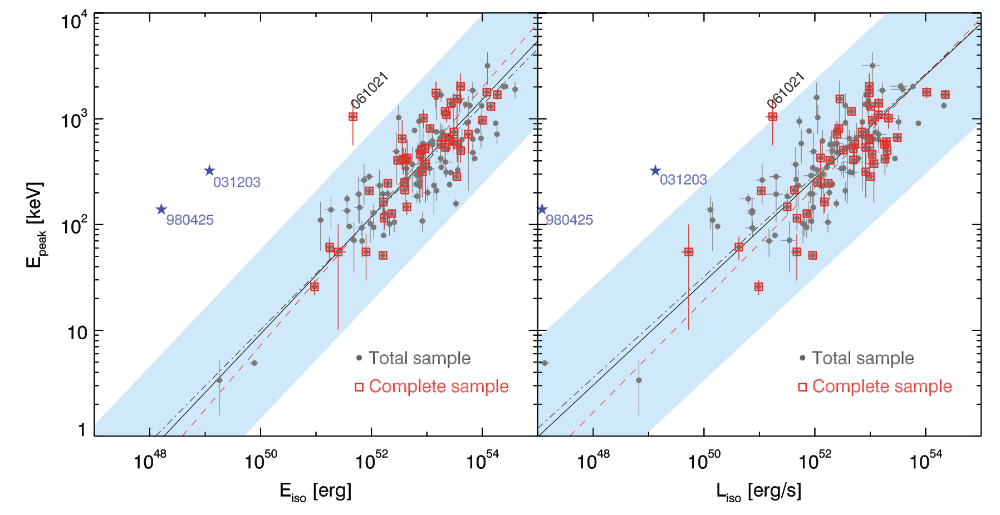 10^4
10^3
10^2
10
1
E_peak [keV]
061021
031203
980425
Total sample
Complete sample
10^48
10^50
10^52
10^54
E_iso [erg]
061021
031203
980425
Total sample
Complete sample
10^48
10^50
10^52
10^54
L_iso [erg/s]